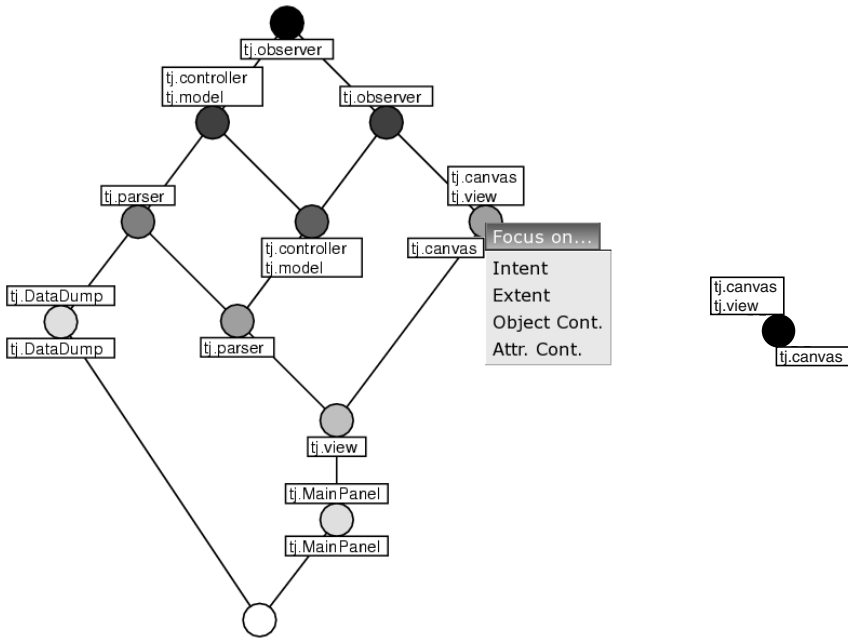 tj.observer
tj.controller
tj.model
tj.observer
tj.canvas
tj.view
tj.parser
tj.controller
tj.model
tj.canvas
Focus on...
Intent
Extent
Object Cont.
Attr. Cont.
tj.canvas
tj.view
tj.canvas
tj.DataDump
tj.DataDump
tj.parser
tj.view
tj.MainPanel
tj.MainPanel